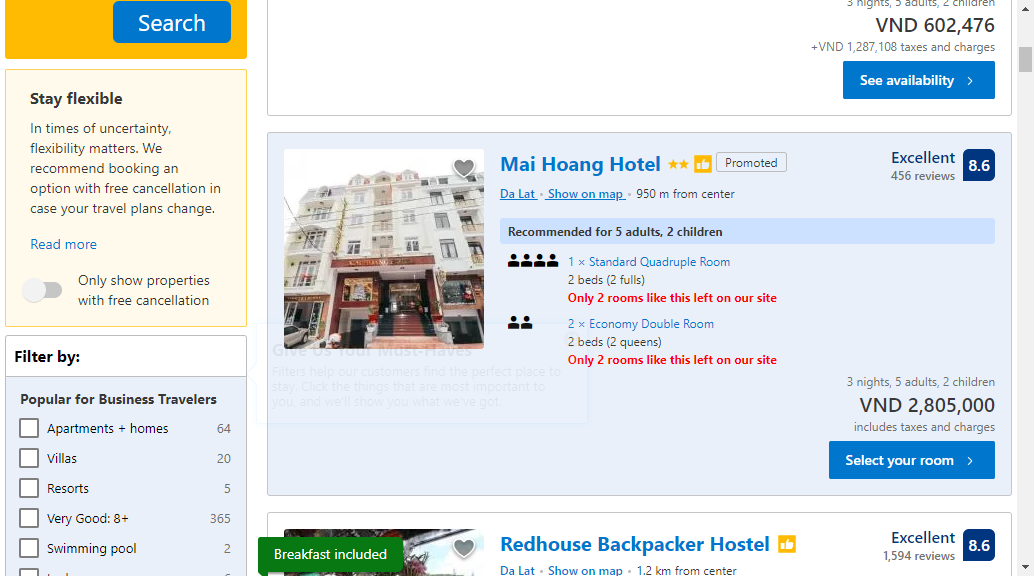 Search
Stay flexible
In times of uncertainty,
flexibility matters. We
recommend booking an
option with free cancellation in
case your travel plans change.
Read more
Only show properties
with free cancellation
Filter by:
Popular for Business Travelers
Apartments + homes 64
Villas 20
Resorts 5
Very Good: 8+ 365
Swimming pool 2
3 nights, 5 adults, 2 children
VND 602,476
+VND 1,287,108 taxes and charges
See availability
Mai Hoang Hotel Promoted
Excellent 8.6
456 reviews
Da Lat · Show on map · 950 m from center
Recommended for 5 adults, 2 children
1 × Standard Quadruple Room
2 beds (2 fulls)
Only 2 rooms like this left on our site
2 × Economy Double Room
2 beds (2 queens)
Only 2 rooms like this left on our site
3 nights, 5 adults, 2 children
VND 2,805,000
includes taxes and charges
Select your room
Give Us Your Must-Haves
Filters help our customers find the perfect place to
stay. Click the things that are most important to
you, and we'll show you what we've got.
Breakfast included
Redhouse Backpacker Hostel
Excellent 8.6
1,594 reviews
Da Lat · Show on map · 1.2 km from center